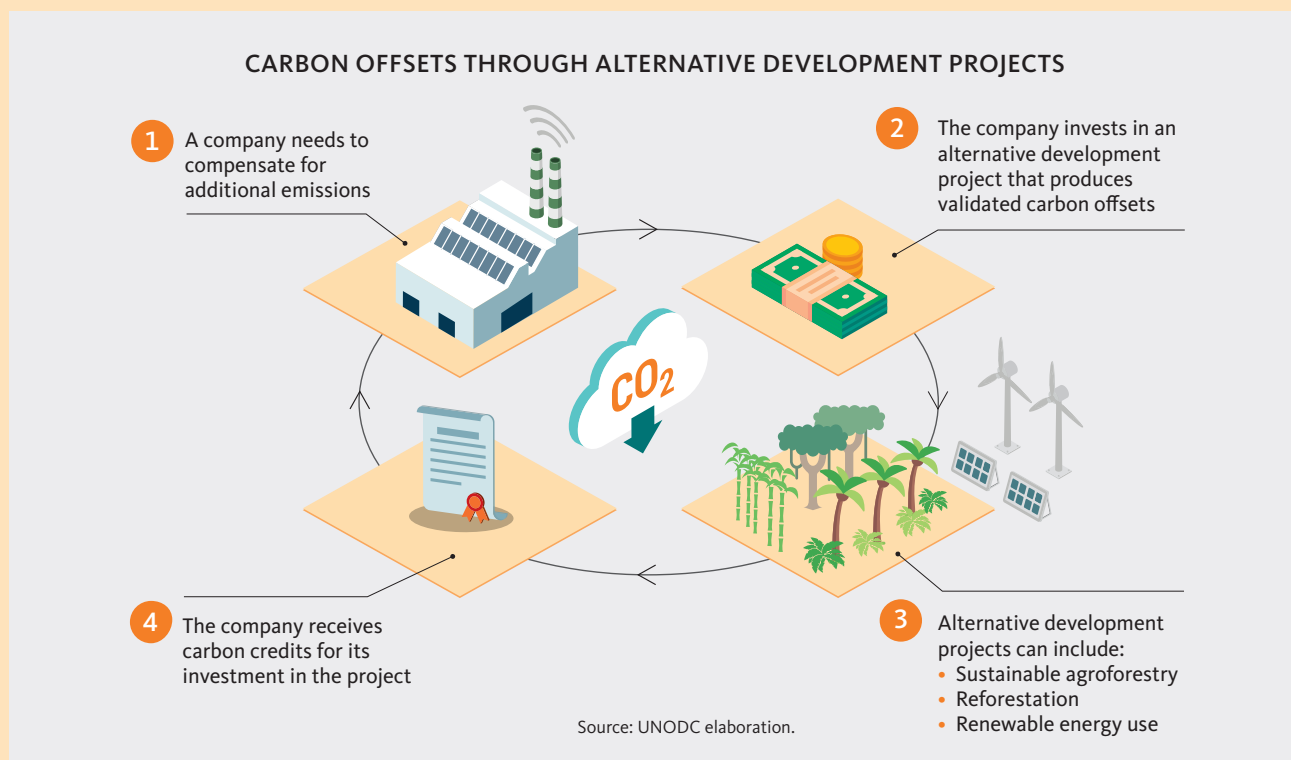 CARBON OFFSETS THROUGH ALTERNATIVE DEVELOPMENT PROJECTS
1
A company needs to
compensate for
additional emissions
2
The company invests in an
alternative development
project that produces
validated carbon offsets
CO2
3
Alternative development
projects can include:
• Sustainable agroforestry
• Reforestation
• Renewable energy use
4
The company receives
carbon credits for its
investment in the project
Source: UNODC elaboration.